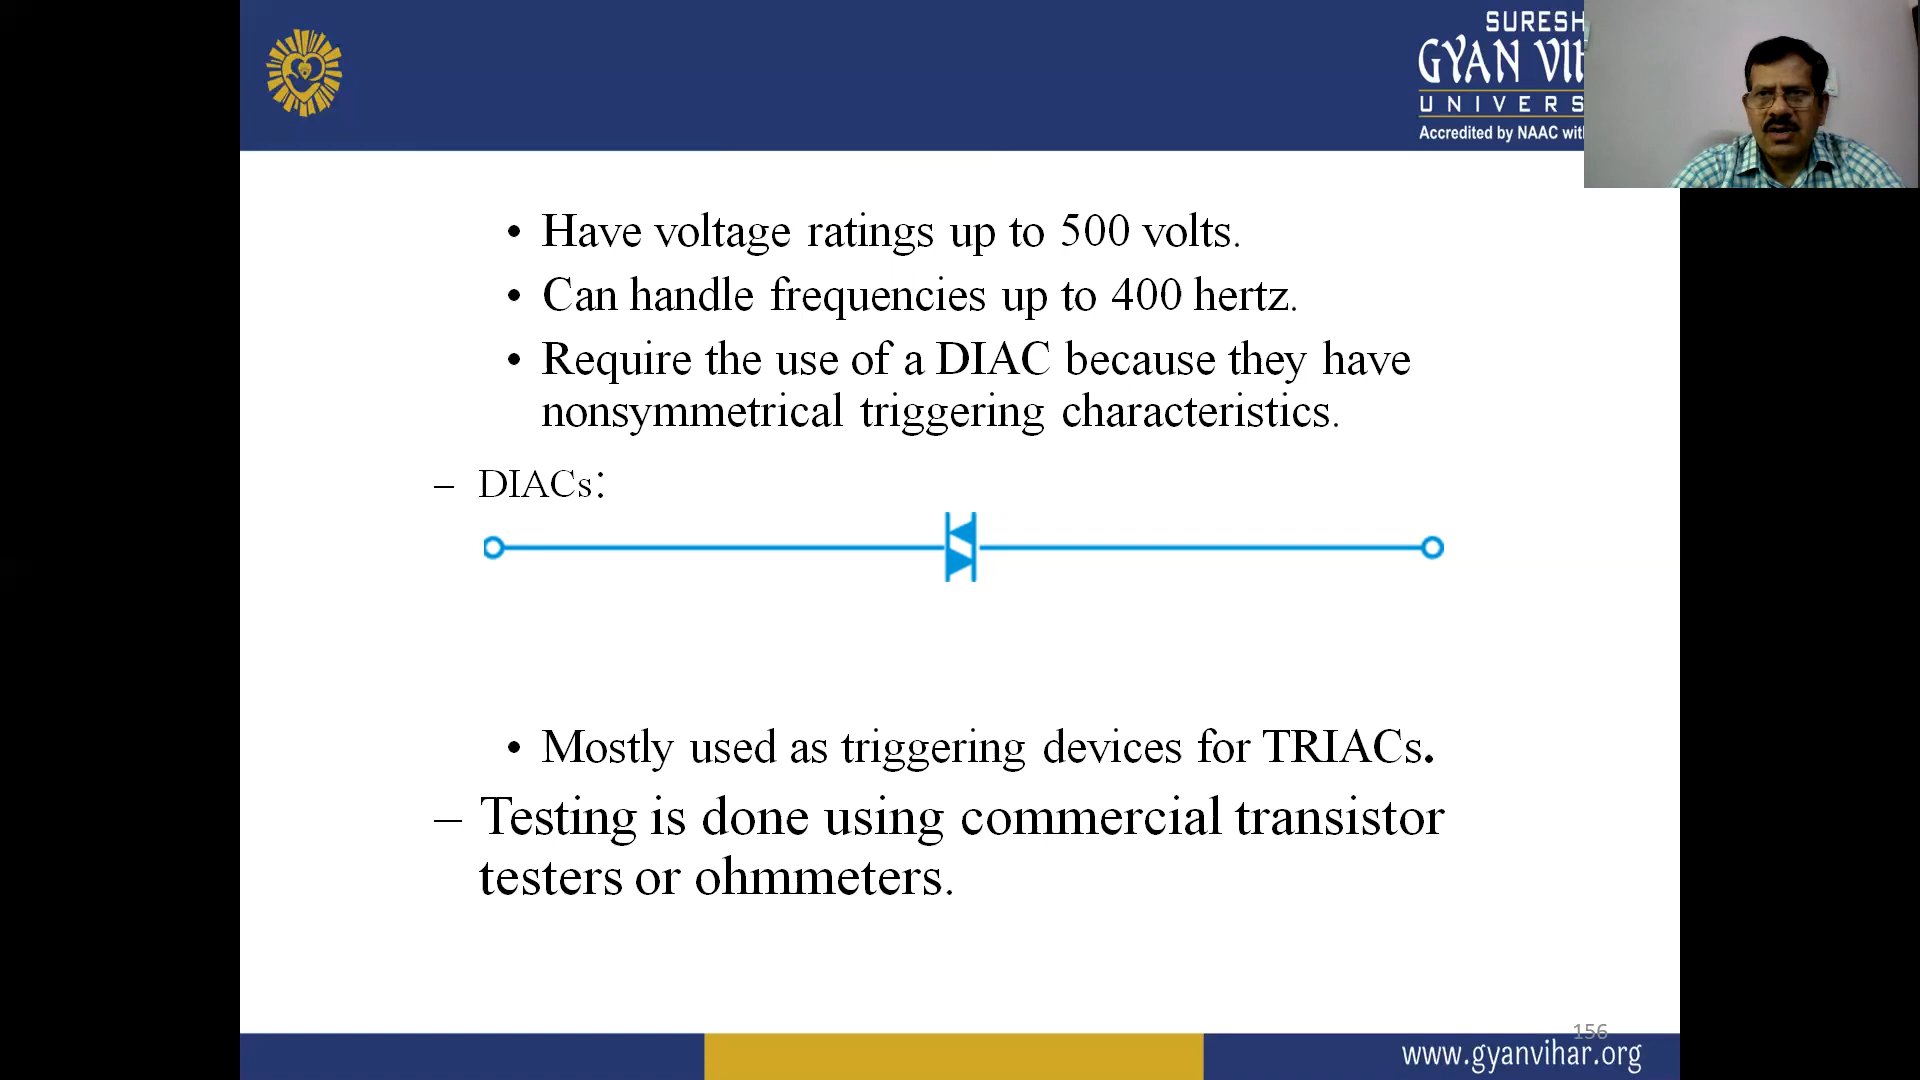 SURESH
GYAN VI
UNIVERS
Accredited by NAAC wit
• Have voltage ratings up to 500 volts.
• Can handle frequencies up to 400 hertz.
• Require the use of a DIAC because they have
nonsymmetrical triggering characteristics.
– DIACs:
• Mostly used as triggering devices for TRIACs.
– Testing is done using commercial transistor
testers or ohmmeters.
156
www.gyanvihar.org